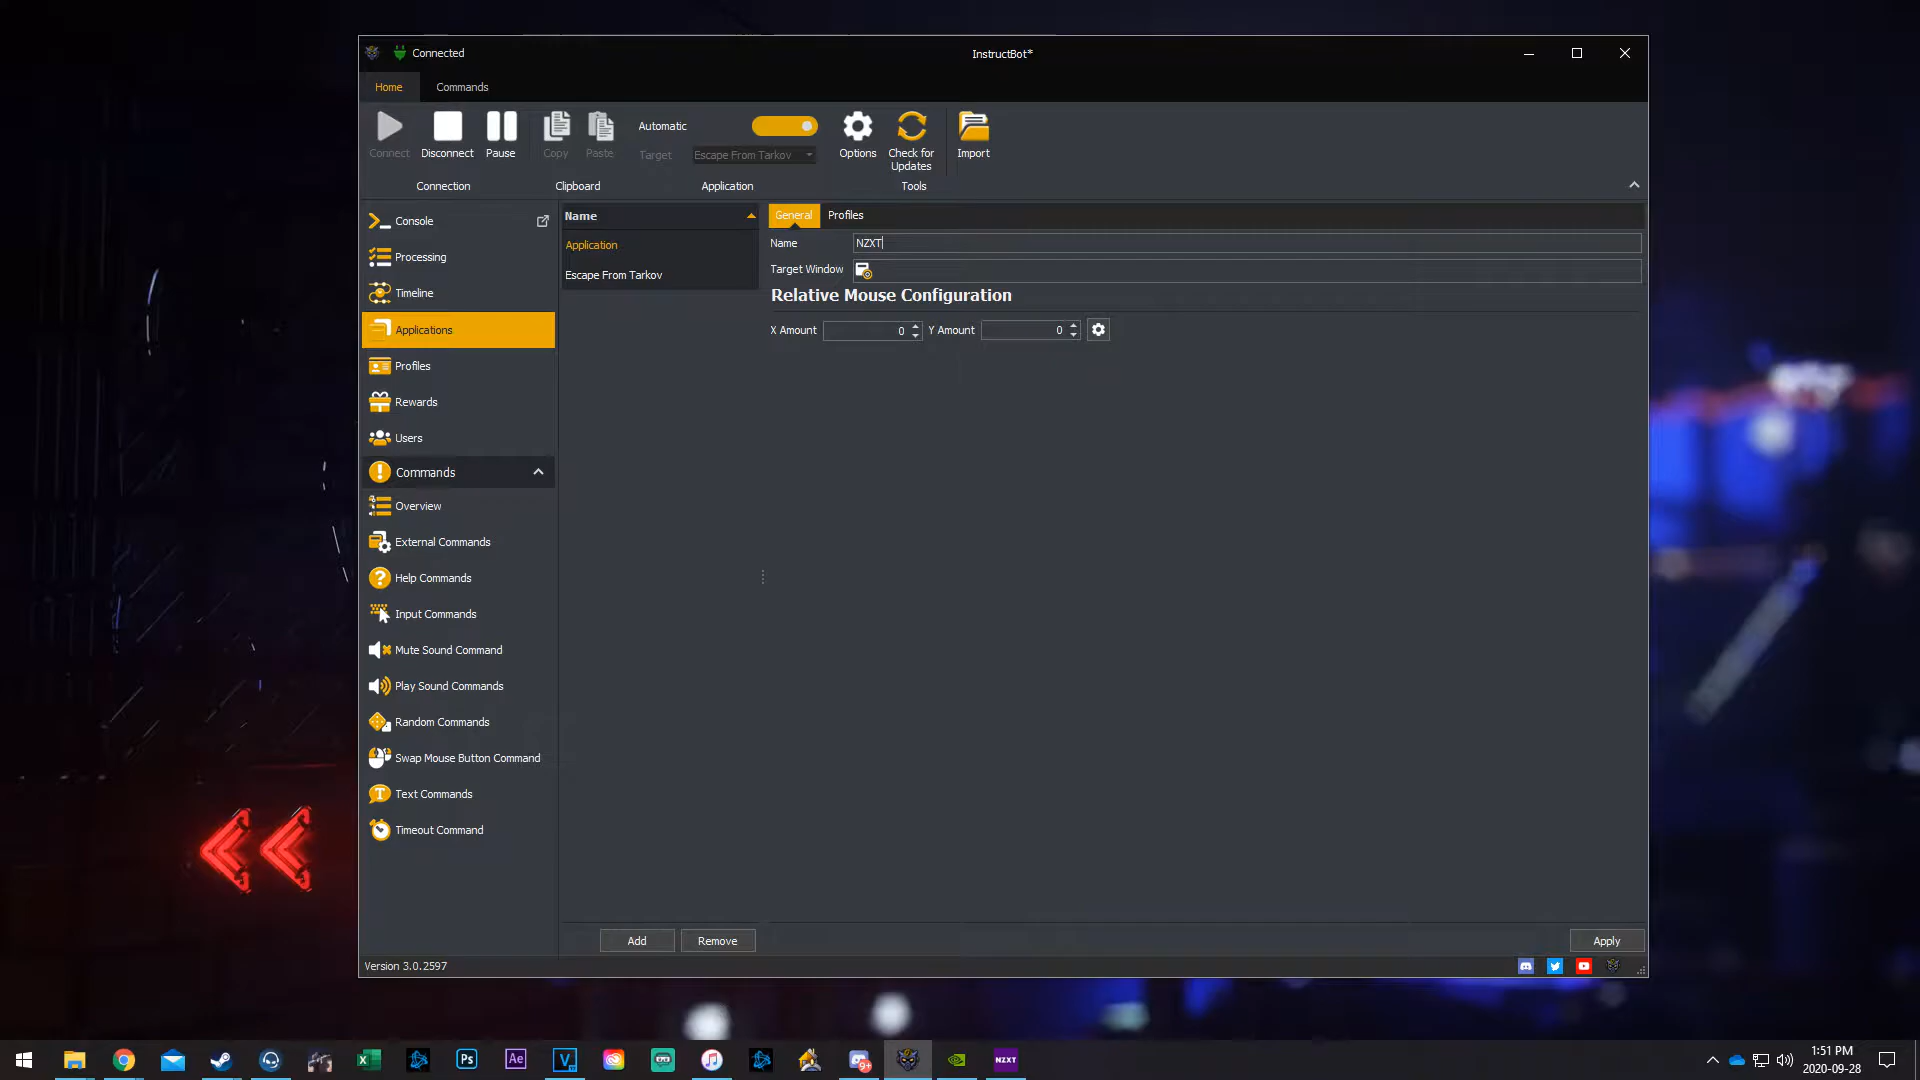 Connected
InstructBot*
Home
Commands
Connect
Disconnect
Pause
Copy
Paste
Automatic
Target
Escape From Tarkov
Options
Check for
Updates
Import
Connection
Clipboard
Application
Tools
Console
Processing
Timeline
Applications
Profiles
Rewards
Users
Commands
Overview
External Commands
Help Commands
Input Commands
Mute Sound Command
Play Sound Commands
Random Commands
Swap Mouse Button Command
Text Commands
Timeout Command
Name
Application
Escape From Tarkov
General
Profiles
Name
NZXT
Target Window
Relative Mouse Configuration
X Amount
0
Y Amount
0
Add
Remove
Apply
Version 3.0.2597
Ps
Ae
V
9+
NZXT
1:51 PM
2020-09-28